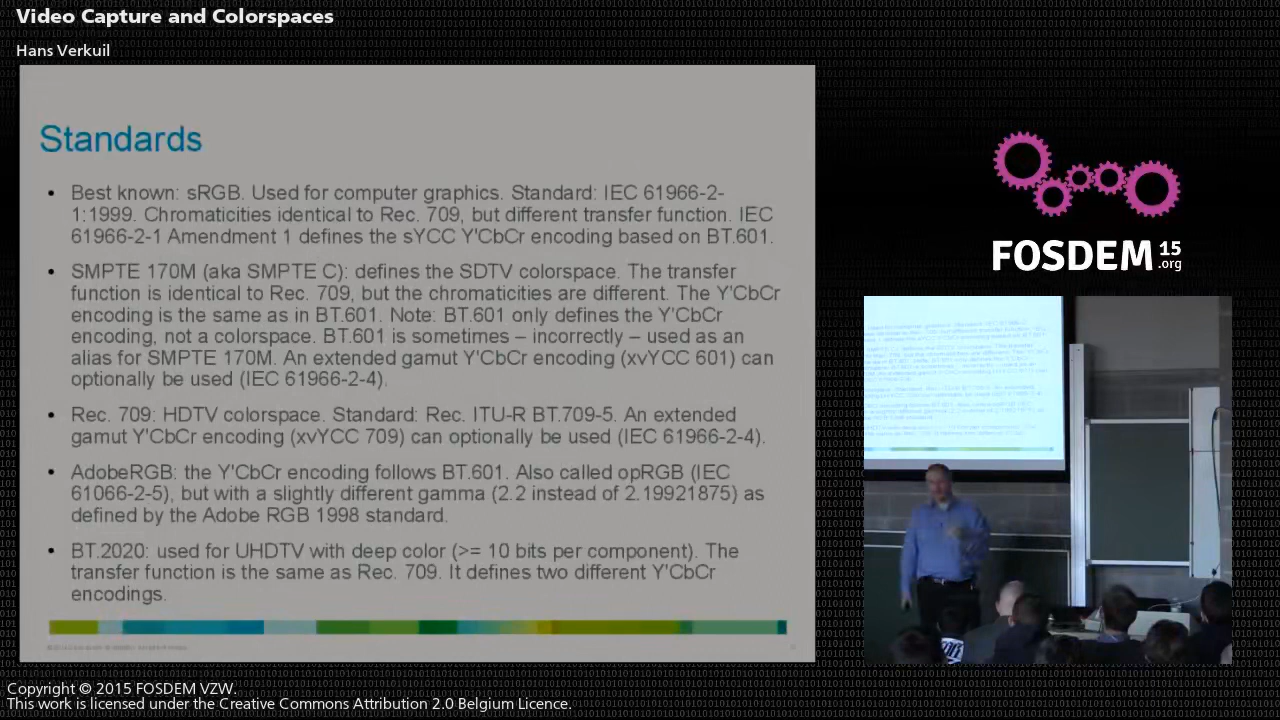 Video Capture and Colorspaces
Hans Verkuil
Standards
• Best known: sRGB. Used for computer graphics. Standard: IEC 61966-2-
1:1999. Chromaticities identical to Rec. 709, but different transfer function. IEC
61966-2-1 Amendment 1 defines the sYCC Y'CbCr encoding based on BT.601.
• SMPTE 170M (aka SMPTE C): defines the SDTV colorspace. The transfer
function is identical to Rec. 709, but the chromaticities are different. The Y'CbCr
encoding is the same as in BT.601. Note: BT.601 only defines the Y'CbCr
encoding, not a colorspace. BT.601 is sometimes – incorrectly – used as an
alias for SMPTE 170M. An extended gamut Y'CbCr encoding (xvYCC 601) can
optionally be used (IEC 61966-2-4).
• Rec. 709: HDTV colorspace. Standard: Rec. ITU-R BT.709-5. An extended
gamut Y'CbCr encoding (xvYCC 709) can optionally be used (IEC 61966-2-4).
• AdobeRGB: the Y'CbCr encoding follows BT.601. Also called opRGB (IEC
61066-2-5), but with a slightly different gamma (2.2 instead of 2.19921875) as
defined by the Adobe RGB 1998 standard.
• BT.2020: used for UHDTV with deep color (>= 10 bits per component). The
transfer function is the same as Rec. 709. It defines two different Y'CbCr
encodings.
FOSDEM 15
.org
Copyright © 2015 FOSDEM VZW.
This work is licensed under the Creative Commons Attribution 2.0 Belgium Licence.